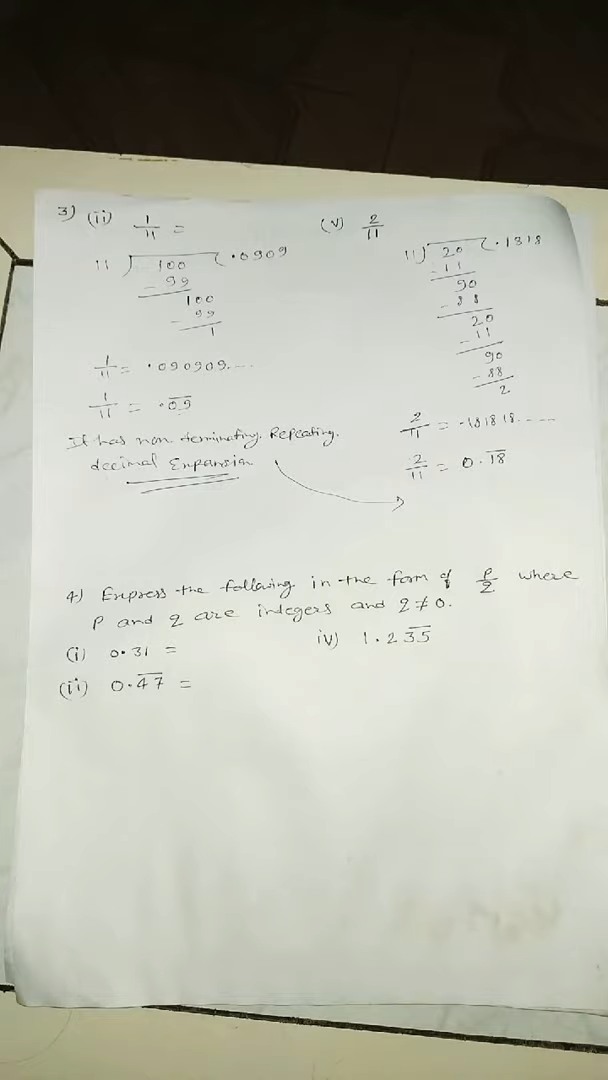 3) (ii) 1/11 =
11 ) 100 ( .0909
- 99
100
- 99
1
1/11 = .090909....
1/11 = .0̅9̅
It has non terminating. Repeating.
decimal Expansion
(v) 2/11
11) 20 ( .1818
- 11
90
- 88
20
- 11
90
- 88
2
2/11 = .181818.....
2/11 = 0.1̅8̅
4) Express the following in the form of p/q where
p and q are integers and q ≠ 0.
(i) 0.31 =
iv) 1.23̅5̅
(ii) 0.4̅7̅ =